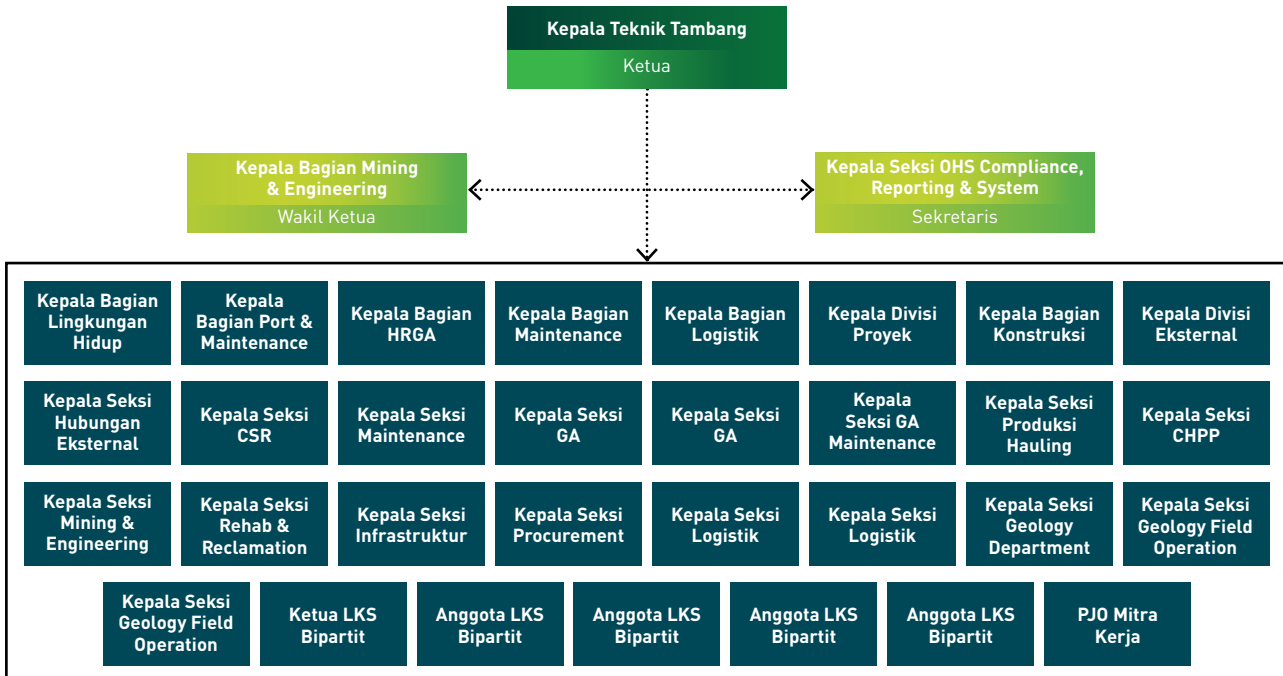 Kepala Teknik Tambang
Ketua
Kepala Bagian Mining
& Engineering
Wakil Ketua
Kepala Seksi OHS Compliance,
Reporting & System
Sekretaris
Kepala Bagian
Lingkungan
Hidup
Kepala
Bagian Port &
Maintenance
Kepala Bagian
HRGA
Kepala Bagian
Maintenance
Kepala Bagian
Logistik
Kepala Divisi
Proyek
Kepala Bagian
Konstruksi
Kepala Divisi
Eksternal
Kepala Seksi
Hubungan
Eksternal
Kepala Seksi
CSR
Kepala Seksi
Maintenance
Kepala Seksi
GA
Kepala Seksi
GA
Kepala
Seksi GA
Maintenance
Kepala Seksi
Produksi
Hauling
Kepala Seksi
CHPP
Kepala Seksi
Mining &
Engineering
Kepala Seksi
Rehab &
Reclamation
Kepala Seksi
Infrastruktur
Kepala Seksi
Procurement
Kepala Seksi
Logistik
Kepala Seksi
Logistik
Kepala Seksi
Geology
Department
Kepala Seksi
Geology Field
Operation
Kepala Seksi
Geology Field
Operation
Ketua LKS
Bipartit
Anggota LKS
Bipartit
Anggota LKS
Bipartit
Anggota LKS
Bipartit
Anggota LKS
Bipartit
PJO Mitra
Kerja